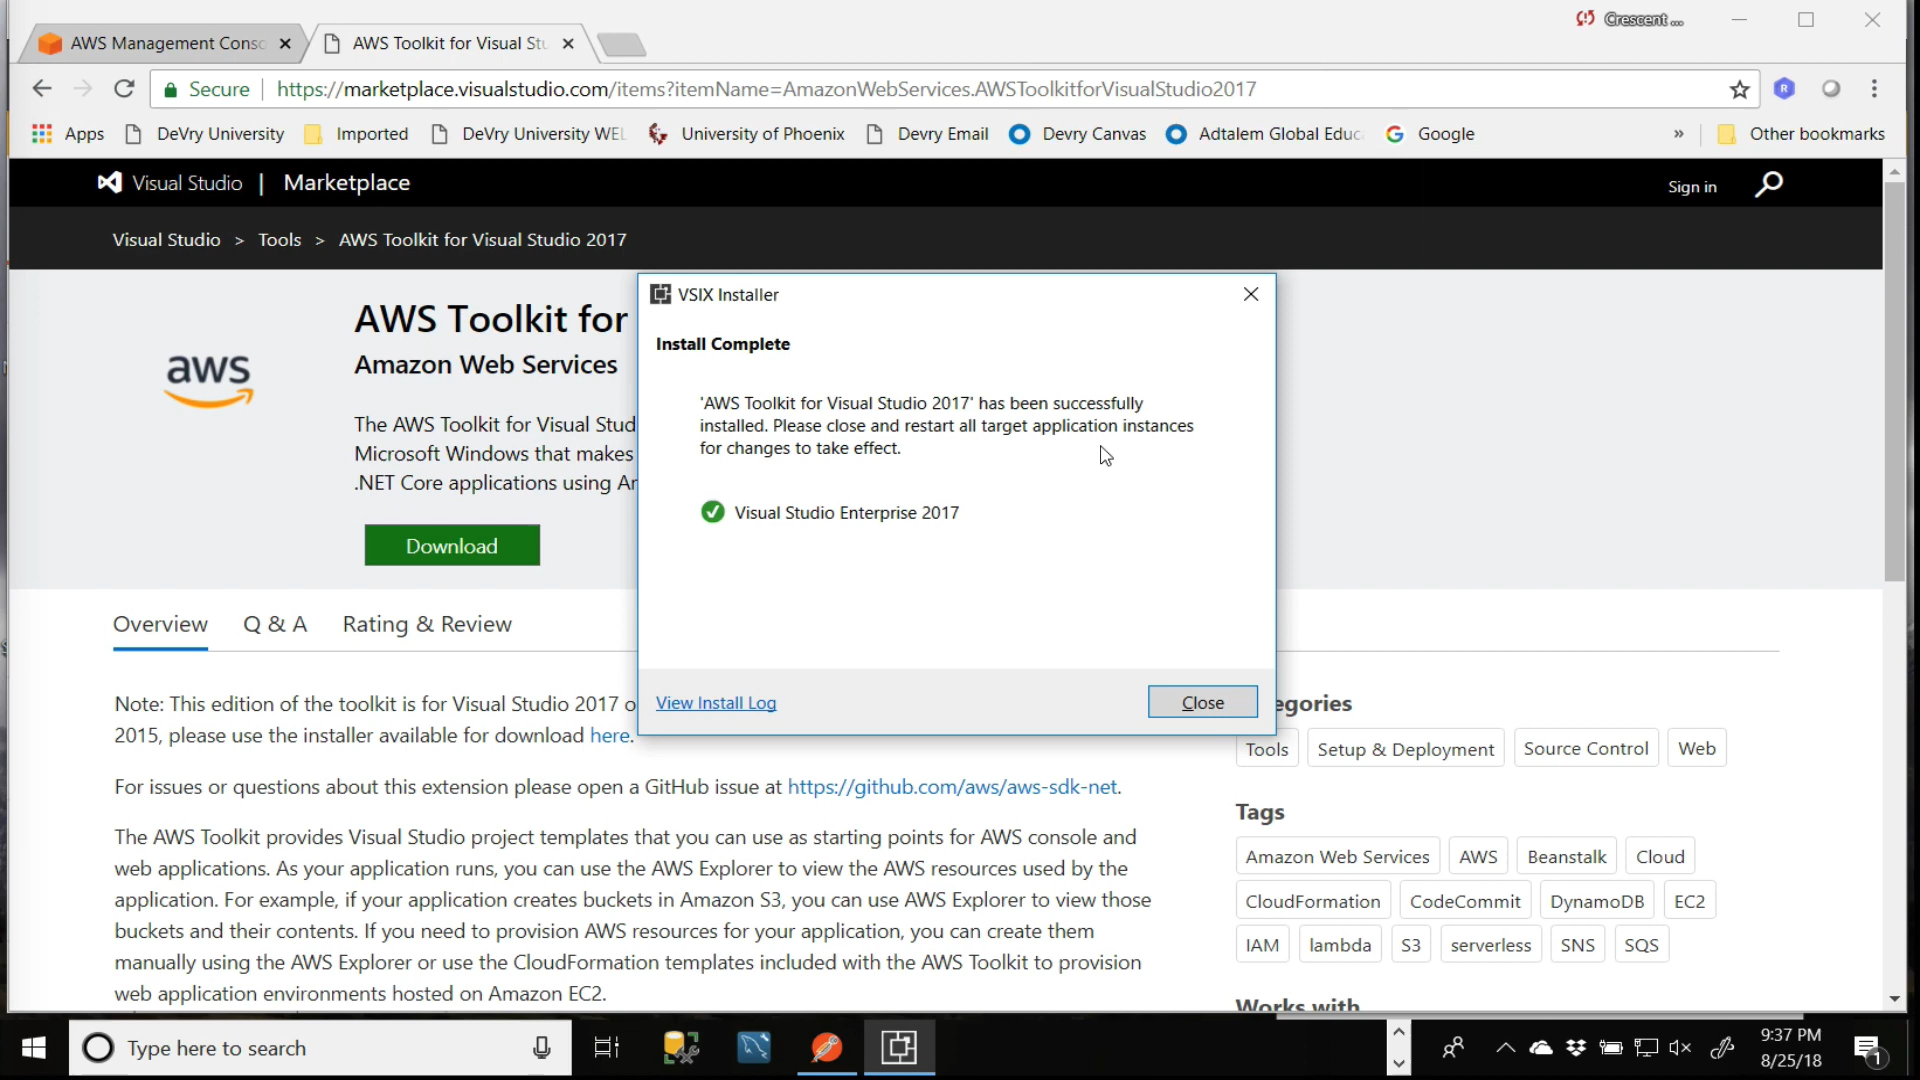 Crescent ...
AWS Management Conso
AWS Toolkit for Visual Stu
Secure | https://marketplace.visualstudio.com/items?itemName=AmazonWebServices.AWSToolkitforVisualStudio2017
Apps DeVry University Imported DeVry University WEL University of Phoenix Devry Email Devry Canvas Adtalem Global Educ Google » Other bookmarks
Visual Studio | Marketplace
Sign in
Visual Studio > Tools > AWS Toolkit for Visual Studio 2017
VSIX Installer
Install Complete
'AWS Toolkit for Visual Studio 2017' has been successfully
installed. Please close and restart all target application instances
for changes to take effect.
Visual Studio Enterprise 2017
View Install Log
Close
aws
AWS Toolkit for
Amazon Web Services
The AWS Toolkit for Visual Stud
Microsoft Windows that makes
.NET Core applications using Am
Download
Overview Q & A Rating & Review
Note: This edition of the toolkit is for Visual Studio 2017 o
2015, please use the installer available for download here.
For issues or questions about this extension please open a GitHub issue at https://github.com/aws/aws-sdk-net.
The AWS Toolkit provides Visual Studio project templates that you can use as starting points for AWS console and
web applications. As your application runs, you can use the AWS Explorer to view the AWS resources used by the
application. For example, if your application creates buckets in Amazon S3, you can use AWS Explorer to view those
buckets and their contents. If you need to provision AWS resources for your application, you can create them
manually using the AWS Explorer or use the CloudFormation templates included with the AWS Toolkit to provision
web application environments hosted on Amazon EC2.
egories
Tools Setup & Deployment Source Control Web
Tags
Amazon Web Services AWS Beanstalk Cloud
CloudFormation CodeCommit DynamoDB EC2
IAM lambda S3 serverless SNS SQS
Works with
Type here to search
9:37 PM
8/25/18
1